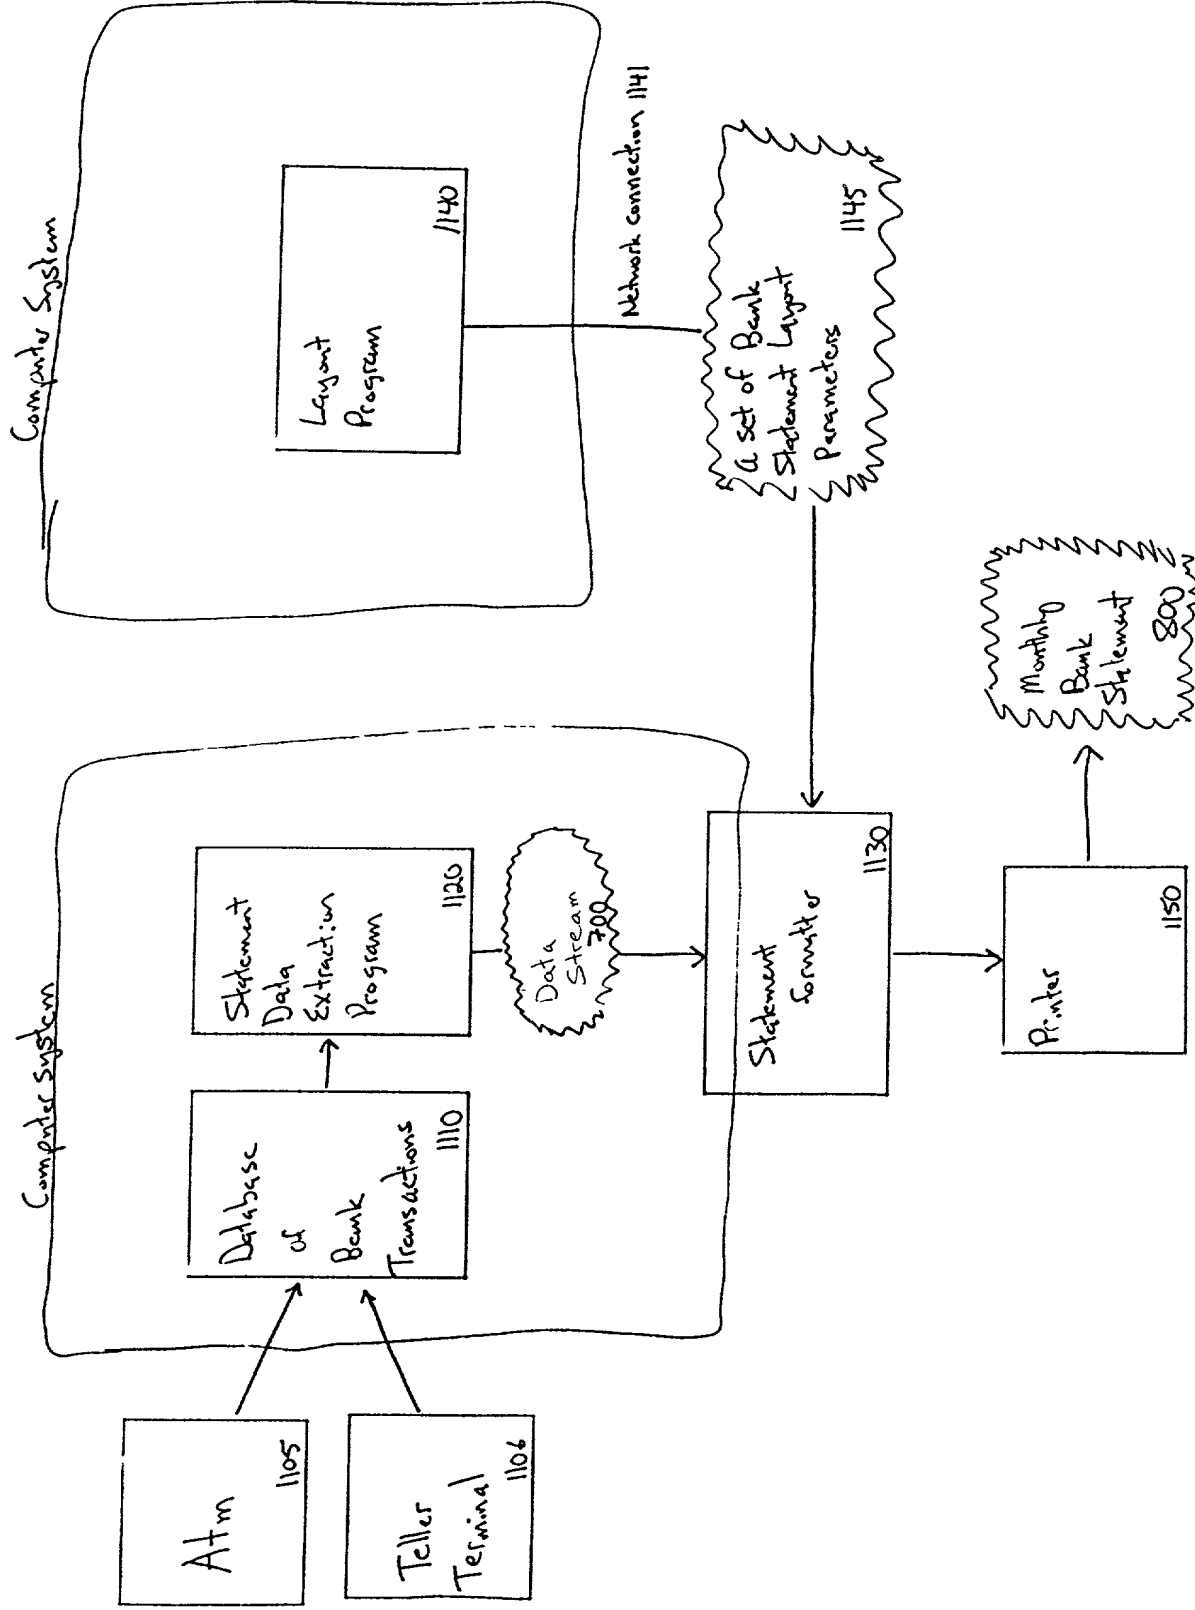 Computer System
Atm
1105
Teller
Terminal
1106
Database
of
Bank
Transactions
1110
Statement
Data
Extraction
Program
1120
Data
Stream
700
Statement
formatter
1130
Printer
1150
Monthly
Bank
Statement
800
Computer System
Layout
Program
1140
Network connection 1141
A set of Bank
Statement Layout
Parameters
1145